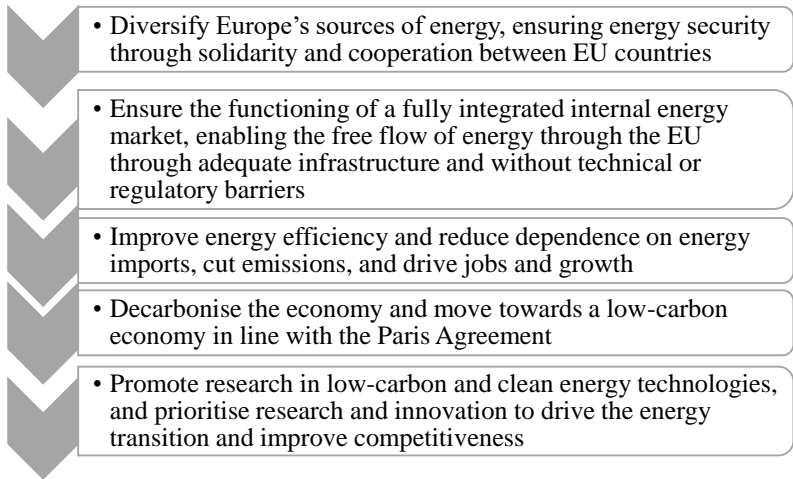 • Diversify Europe’s sources of energy, ensuring energy security
through solidarity and cooperation between EU countries
• Ensure the functioning of a fully integrated internal energy
market, enabling the free flow of energy through the EU
through adequate infrastructure and without technical or
regulatory barriers
• Improve energy efficiency and reduce dependence on energy
imports, cut emissions, and drive jobs and growth
• Decarbonise the economy and move towards a low-carbon
economy in line with the Paris Agreement
• Promote research in low-carbon and clean energy technologies,
and prioritise research and innovation to drive the energy
transition and improve competitiveness